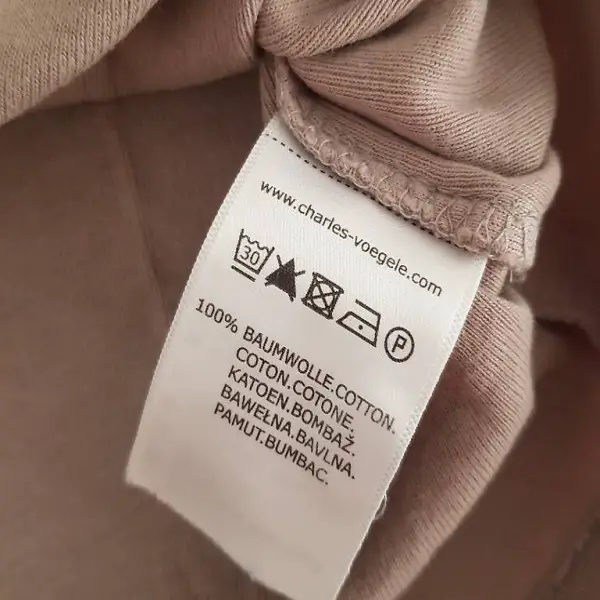 www.charles-voegele.com
30 P
100% BAUMWOLLE.COTTON.
COTON.COTONE.
KATOEN.BOMBAŽ.
BAWEŁNA.BAVLNA.
PAMUT.BUMBAC.